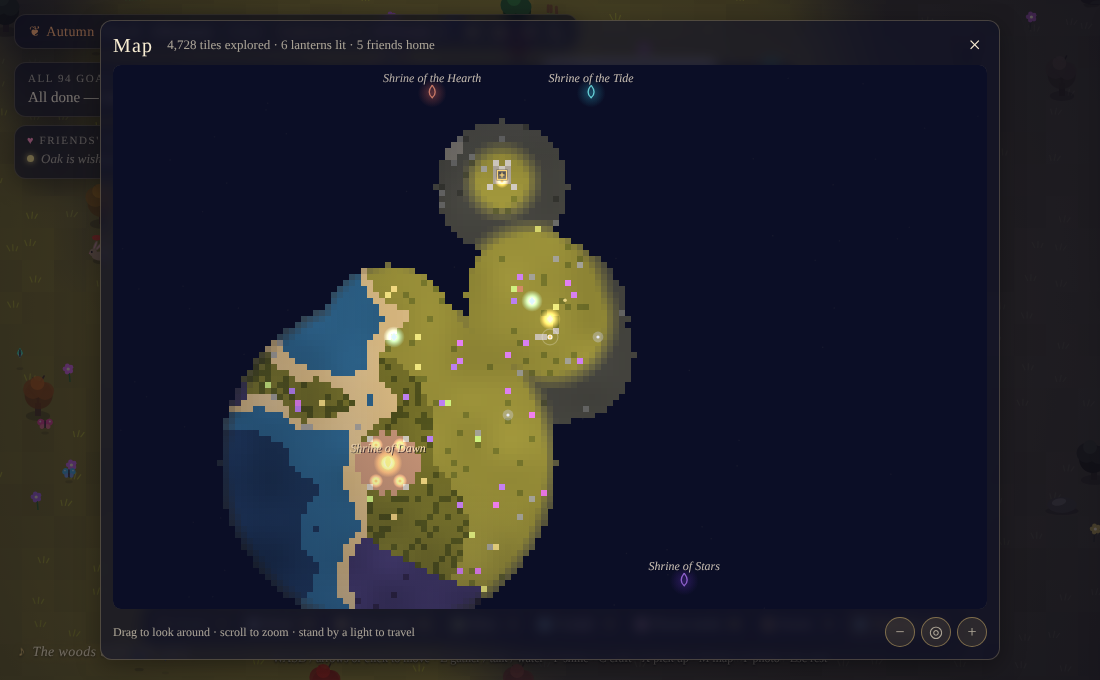 ❦ Autumn
Map
4,728 tiles explored · 6 lanterns lit · 5 friends home
×
ALL 94 GOA
All done —
♥ FRIENDS'
Oak is wish
Shrine of the Hearth
Shrine of the Tide
Shrine of Dawn
Shrine of Stars
Drag to look around · scroll to zoom · stand by a light to travel
− ◎ +
♪ The woods